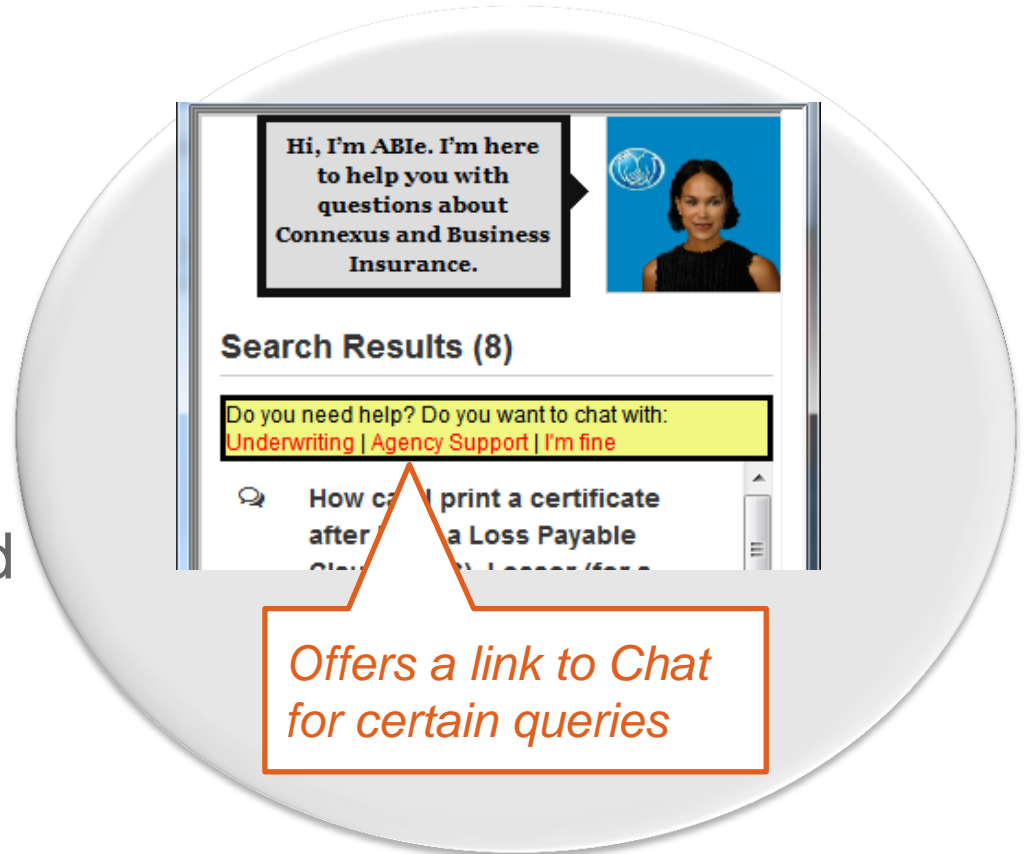 Hi, I'm ABIe. I'm here
to help you with
questions about
Connexus and Business
Insurance.
Search Results (8)
Do you need help? Do you want to chat with:
Underwriting | Agency Support | I'm fine
How print a certificate
after a Loss Payable
d
Offers a link to Chat
for certain queries